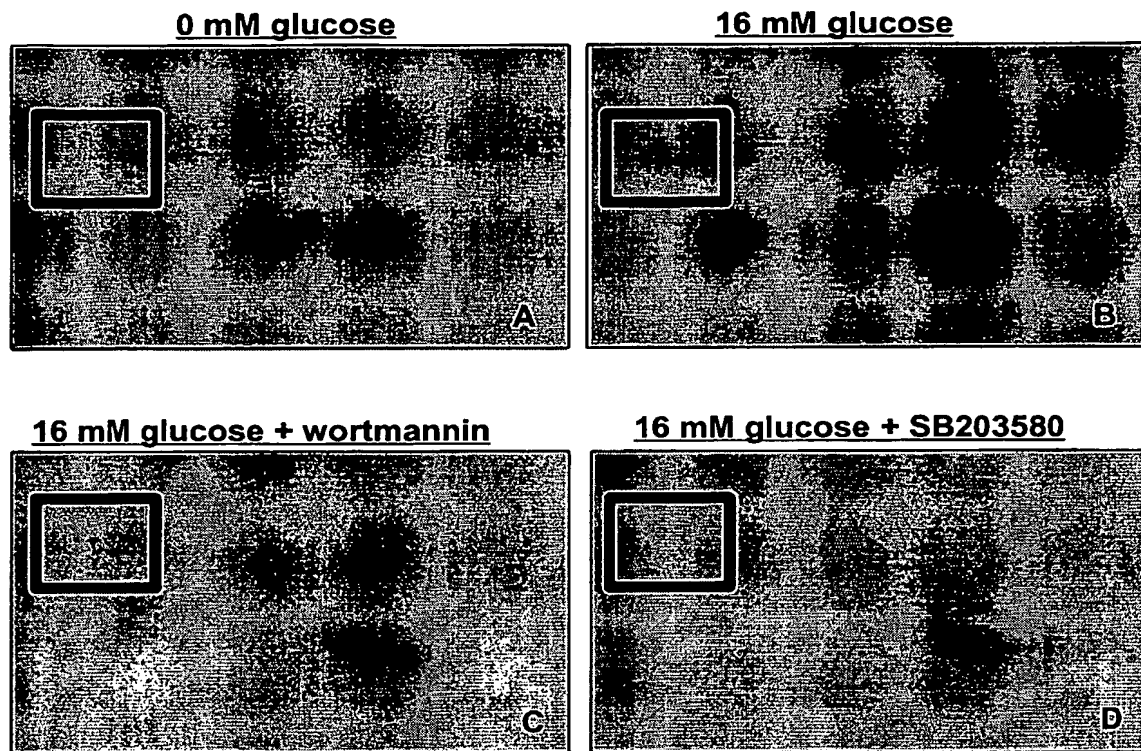 0 mM glucose
16 mM glucose
A
B
16 mM glucose + wortmannin
16 mM glucose + SB203580
C
D